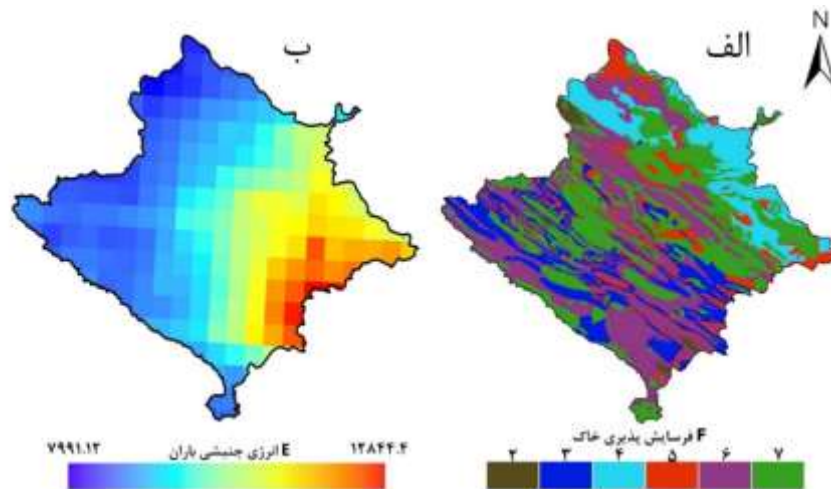 N
الف
ب
F فرسایش پذیری خاک
۲ ۳ ۴ ۵ ۶ ۷
۷۹۹۱.۱۲ E انرژی جنبشی باران ۱۲۸۴۴.۴